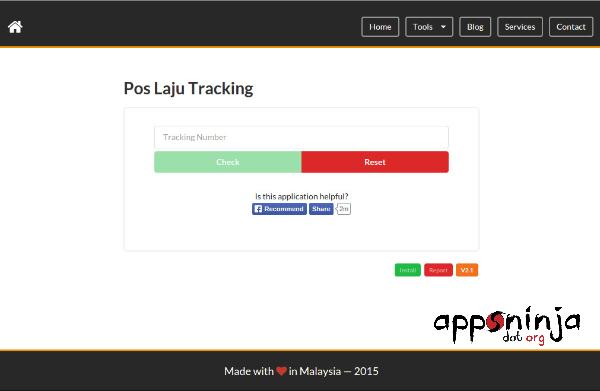 Home Tools Blog Services Contact
Pos Laju Tracking
Tracking Number
Check Reset
Is this application helpful?
Recommend Share 2m
Install Report V2.1
apponinja
dot org
Made with in Malaysia — 2015